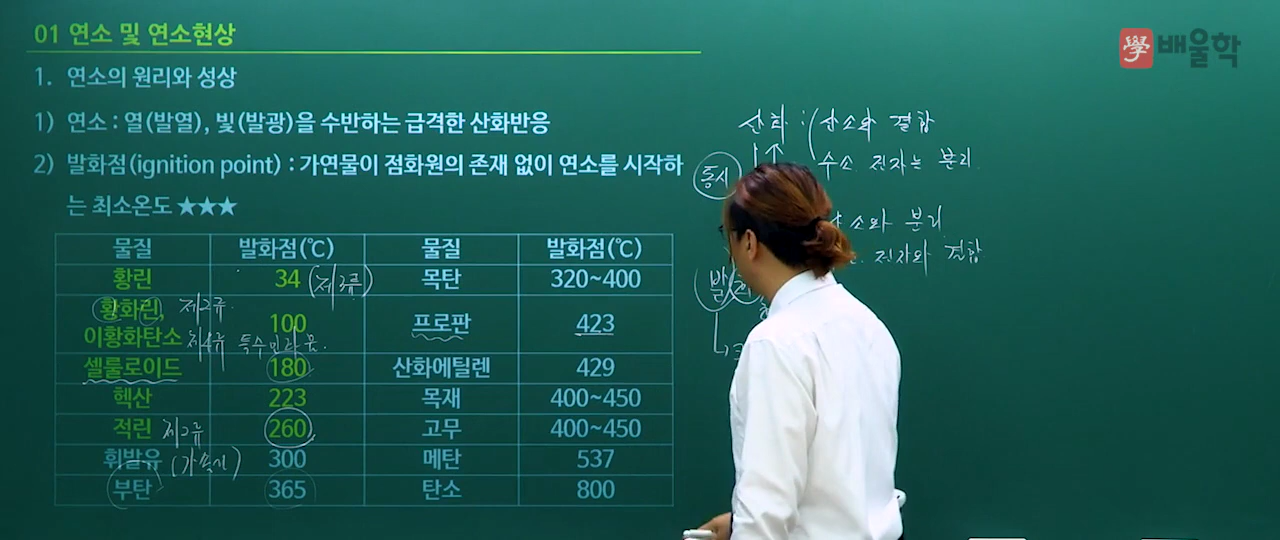 01 연소 및 연소현상
學 배울학
1. 연소의 원리와 성상
1) 연소 : 열(발열), 빛(발광)을 수반하는 급격한 산화반응
2) 발화점(ignition point) : 가연물이 점화원의 존재 없이 연소를 시작하
는 최소온도 ★★★
물질 발화점(℃) 물질 발화점(℃)
황린 34 (제3류) 목탄 320~400
황화린, 제2류.
이황화탄소 제4류 특수인화물. 100 프로판 423
셀룰로이드 180 산화에틸렌 429
헥산 223 목재 400~450
적린 제2류 260 고무 400~450
휘발유 (가솔린) 300 메탄 537
부탄 365 탄소 800
산화 : 산소와 결합
수소, 전자는 분리
동시
산소와 분리
전자와 결합